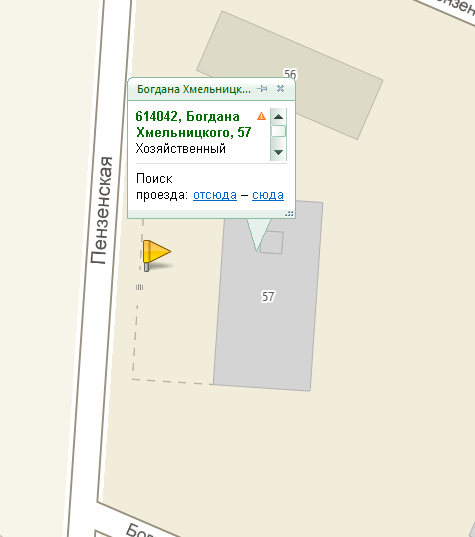 56
Богдана Хмельницк...
614042, Богдана
Хмельницкого, 57
Хозяйственный
Поиск
проезда: отсюда – сюда
Пензенская
57